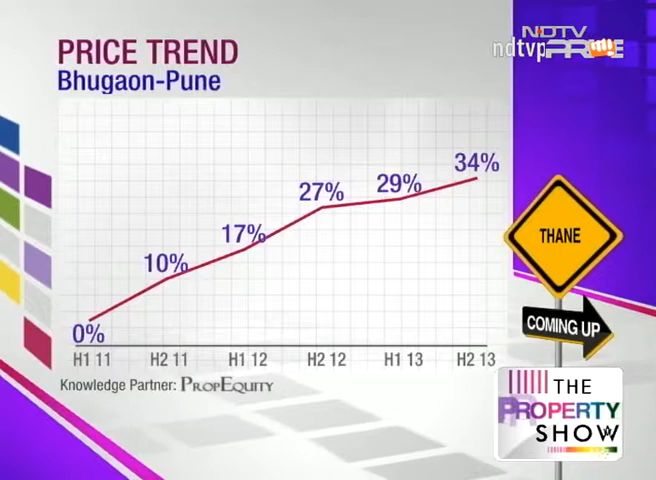 PRICE TREND
Bhugaon-Pune
NDTV
PRIME
ndtvp
34%
29%
27%
17%
10%
0%
H1 11 H2 11 H1 12 H2 12 H1 13 H2 13
Knowledge Partner: PROPEQUITY
THANE
COMING UP
THE
PROPERTY
SHOW